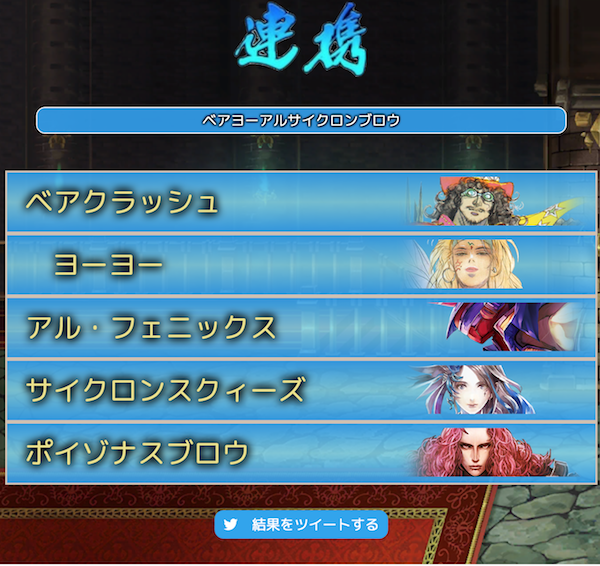 連携
ベアヨーアルサイクロンブロウ
ベアクラッシュ
ヨーヨー
アル・フェニックス
サイクロンスクィーズ
ポイゾナスブロウ
結果をツイートする